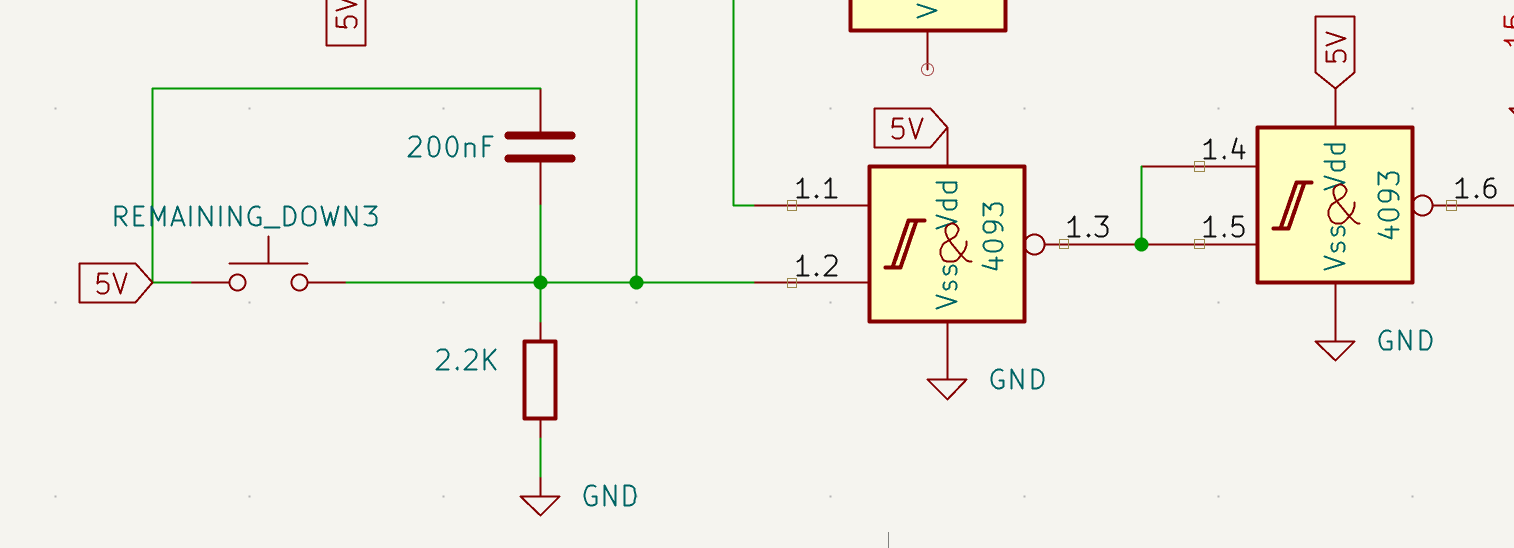 5V
V
5V
15
200nF
5V
1.4
Vdd
4093
1.1
Vdd
&
Vss
1.6
REMAINING_DOWN3
4093
1.3
1.5
&
Vss
5V
1.2
2.2K
GND
GND
GND